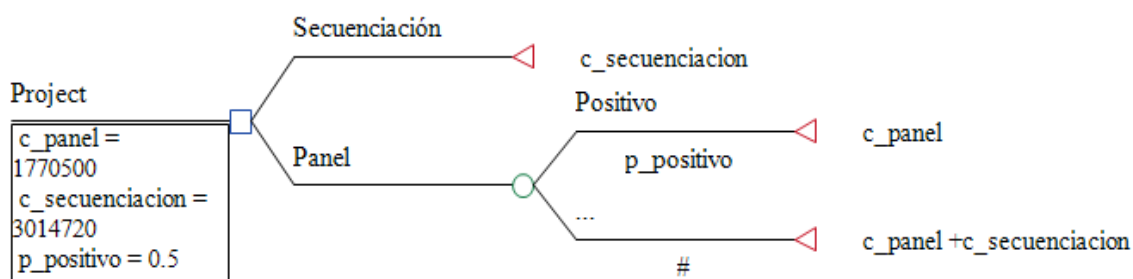 Secuenciación
c_secuenciacion
Project
Positivo
c_panel =
1770500
c_panel
Panel
p_positivo
c_secuenciacion =
3014720
...
p_positivo = 0.5
c_panel +c_secuenciacion
#